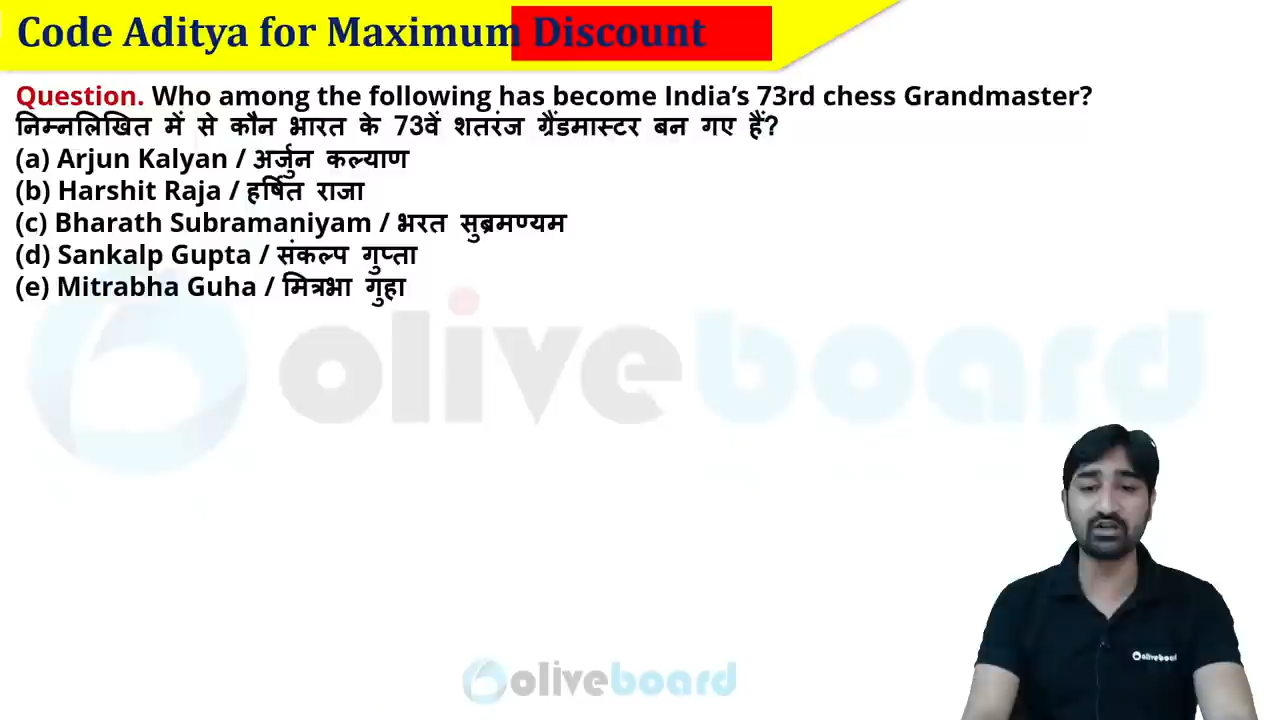 Code Aditya for Maximum Discount
Question. Who among the following has become India’s 73rd chess Grandmaster?
निम्नलिखित में से कौन भारत के 73वें शतरंज ग्रैंडमास्टर बन गए हैं?
(a) Arjun Kalyan / अर्जुन कल्याण
(b) Harshit Raja / हर्षित राजा
(c) Bharath Subramaniyam / भरत सुब्रमण्यम
(d) Sankalp Gupta / संकल्प गुप्ता
(e) Mitrabha Guha / मित्रभा गुहा
oliveboard
oliveboard
oliveboard